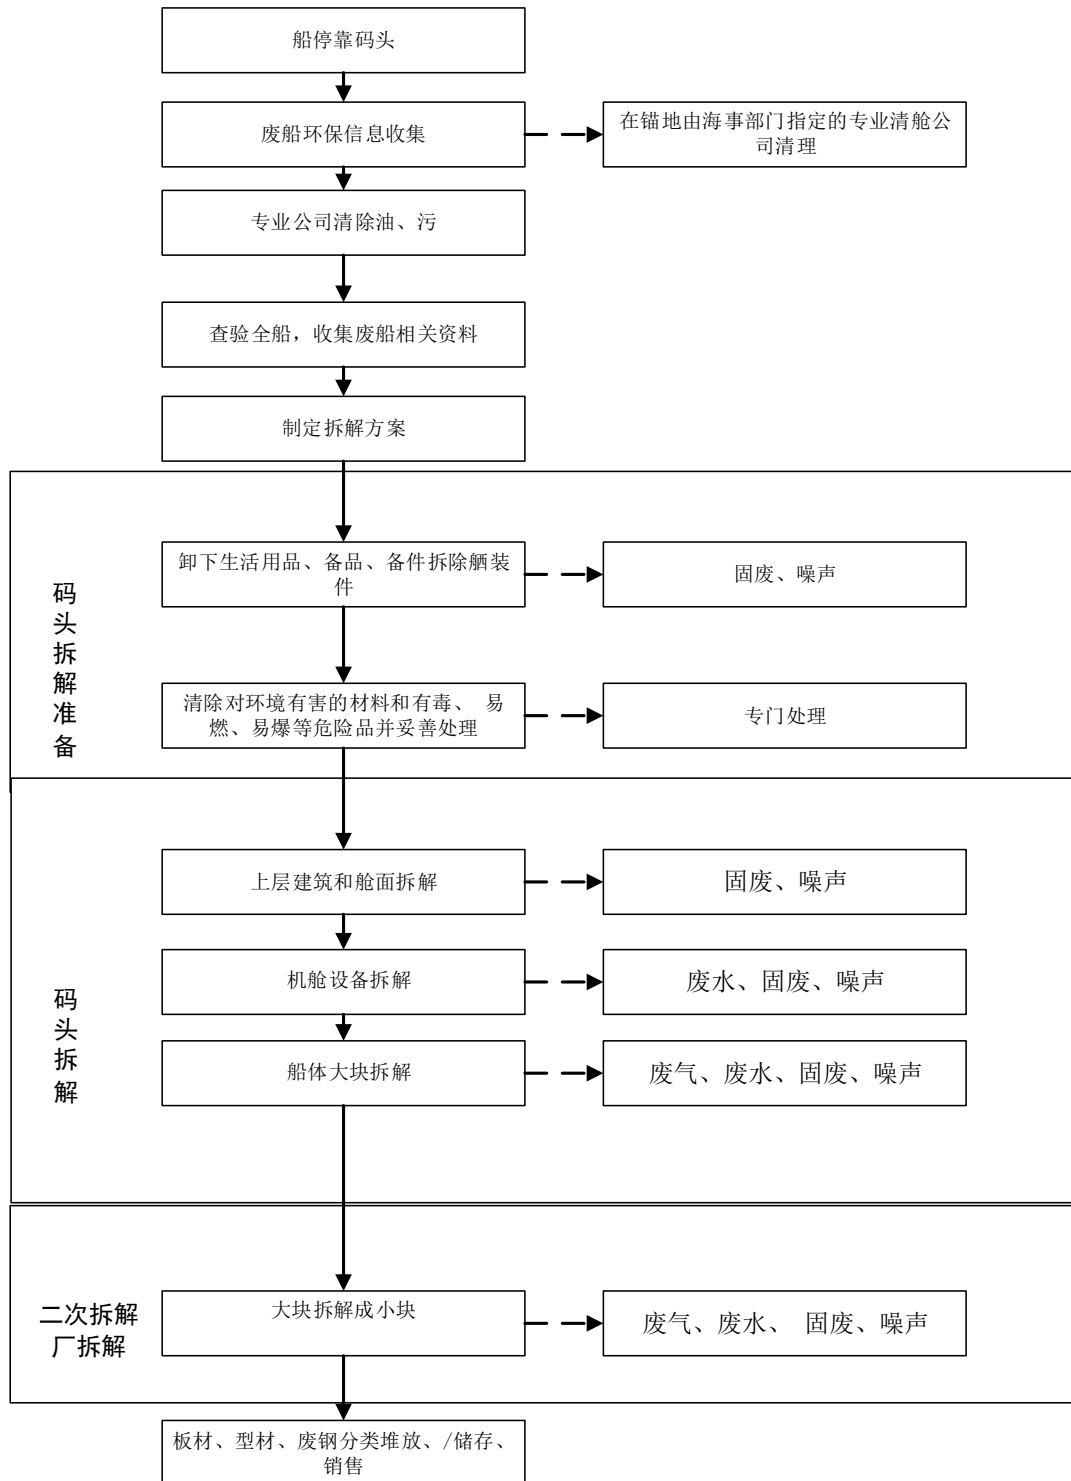 船停靠码头
废船环保信息收集
在锚地由海事部门指定的专业清舱公
司清理
专业公司清除油、污
查验全船，收集废船相关资料
制定拆解方案
码头拆解准备
卸下生活用品、备品、备件拆除舾装
件
固废、噪声
清除对环境有害的材料和有毒、 易
燃、易爆等危险品并妥善处理
专门处理
码头拆解
上层建筑和舱面拆解
固废、噪声
机舱设备拆解
废水、固废、噪声
船体大块拆解
废气、废水、固废、噪声
二次拆解
厂拆解
大块拆解成小块
废气、废水、 固废、噪声
板材、型材、废钢分类堆放、/储存、
销售